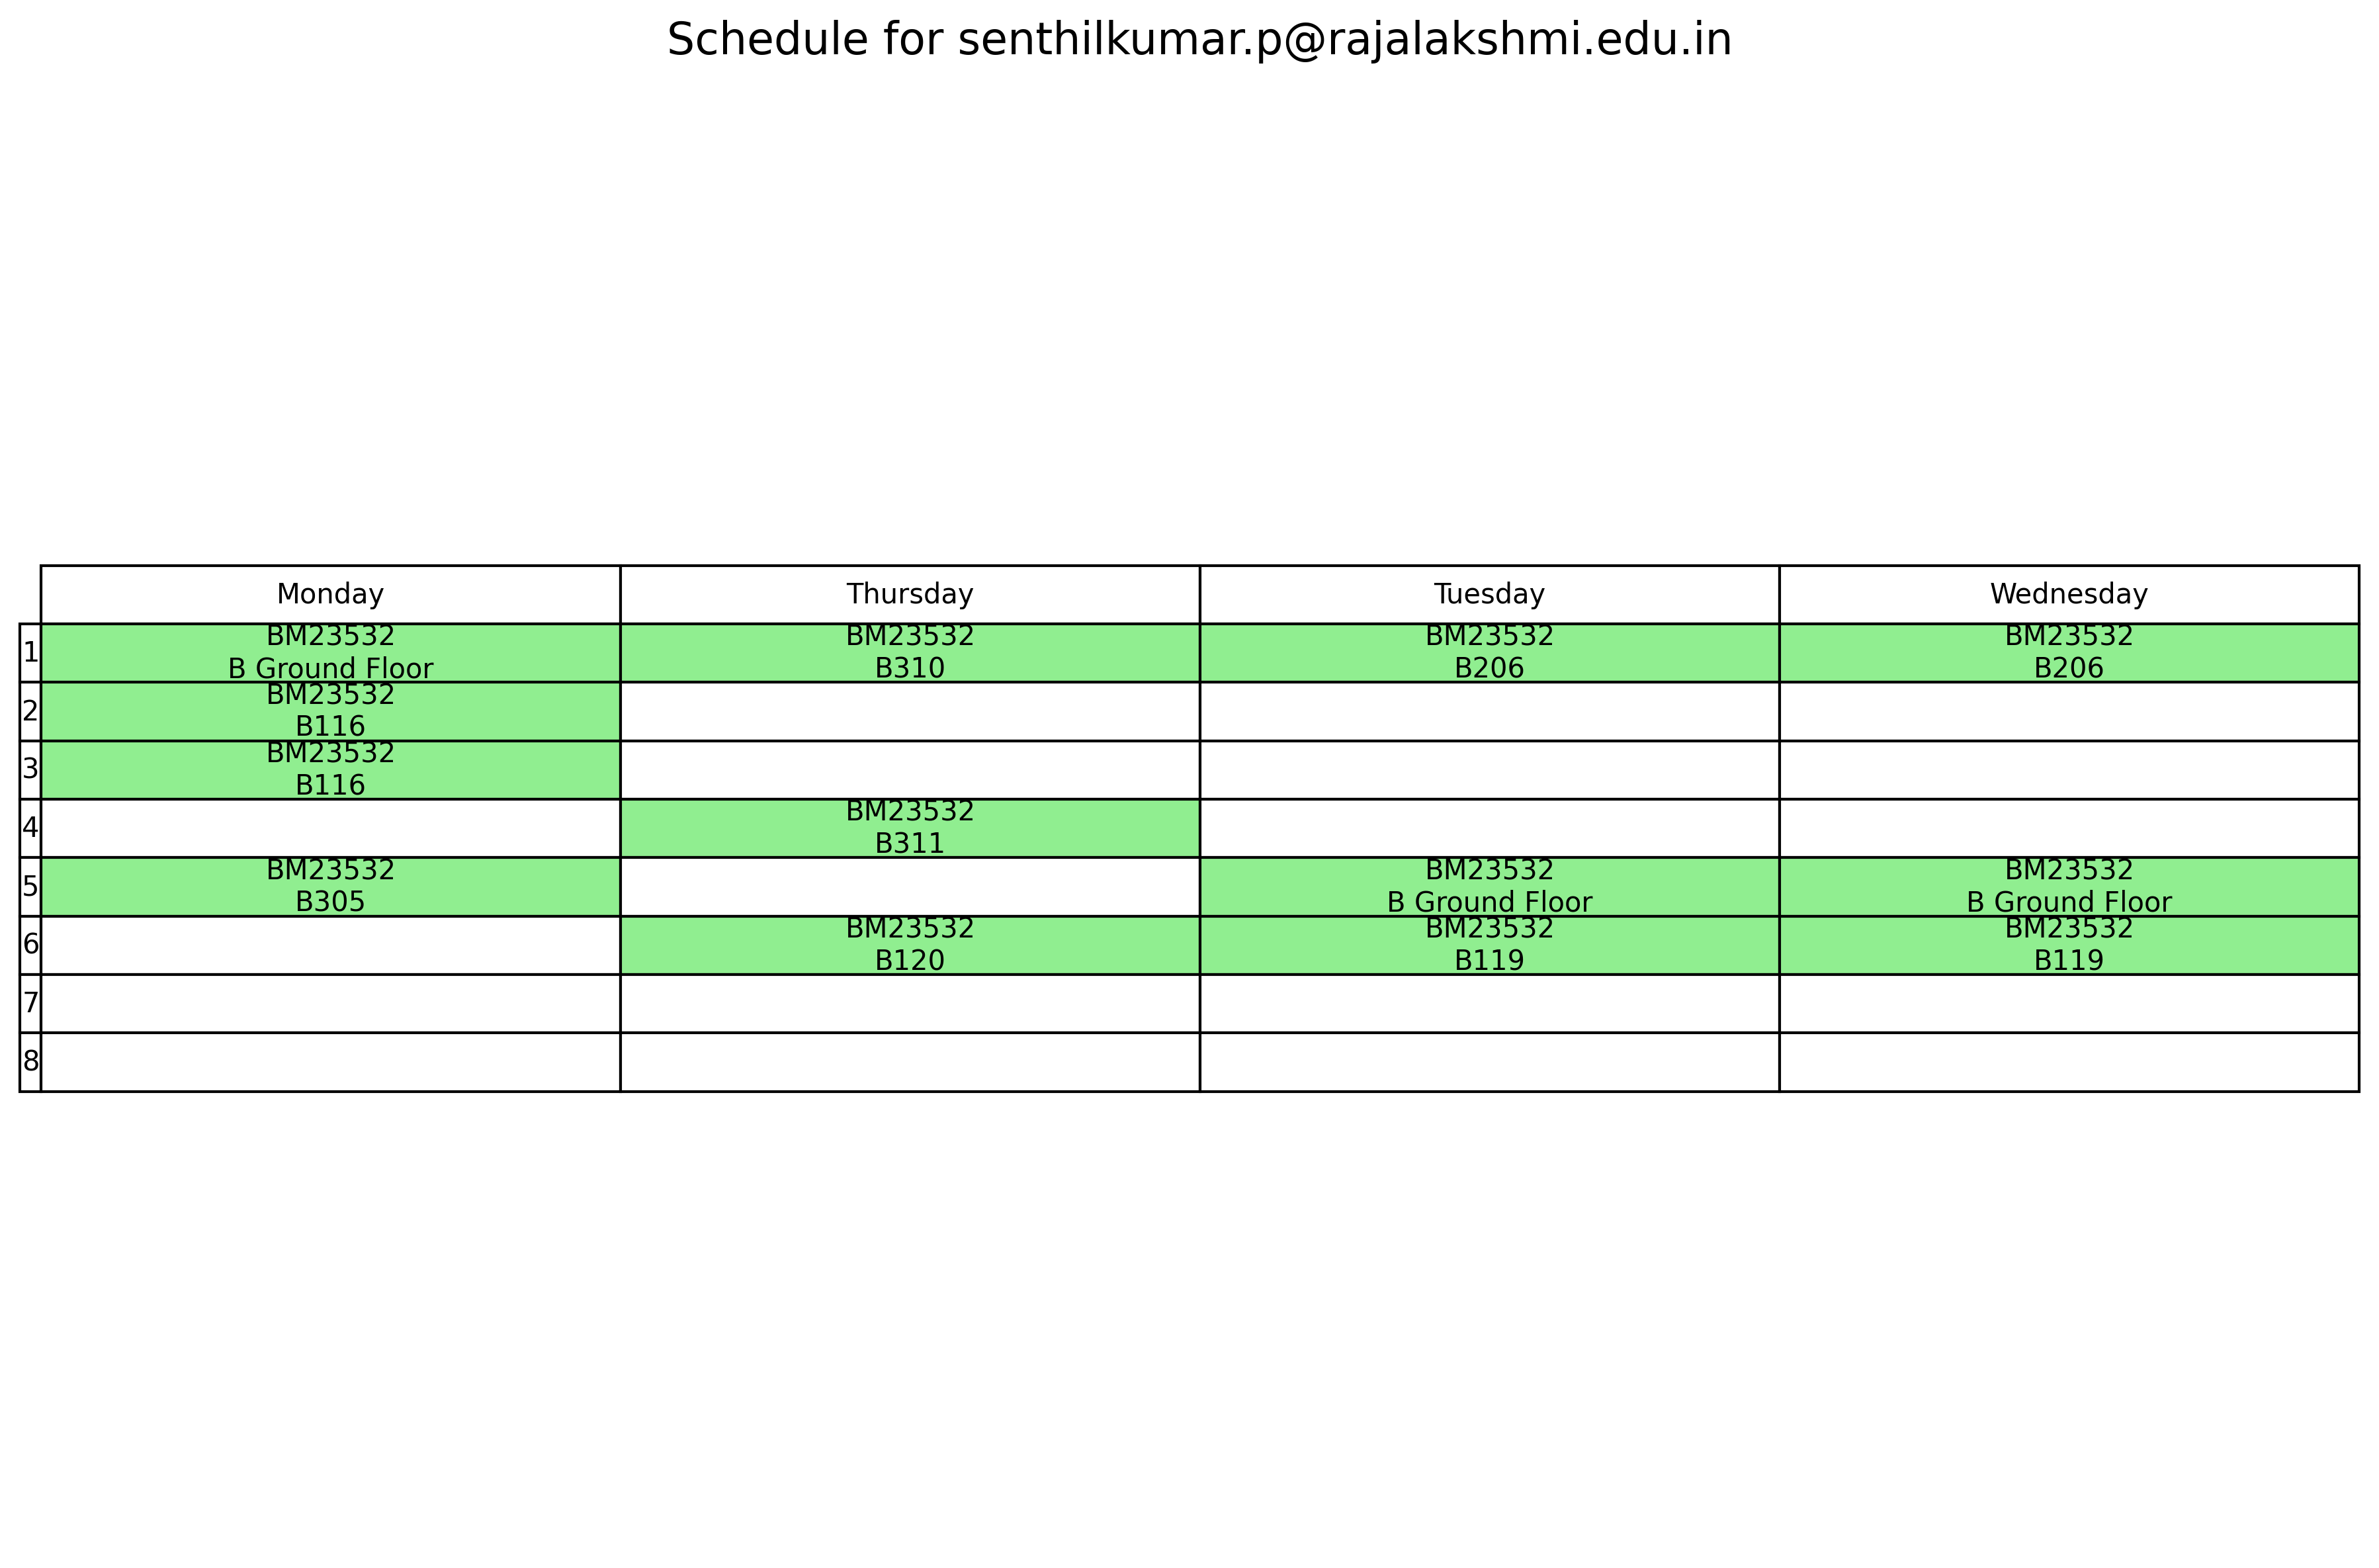 Schedule for senthilkumar.p@rajalakshmi.edu.in
Monday Thursday Tuesday Wednesday
1 BM23532 BM23532 BM23532 BM23532
B Ground Floor B310 B206 B206
2 BM23532
B116
3 BM23532
B116
4 BM23532
B311
5 BM23532 BM23532 BM23532
B305 B Ground Floor B Ground Floor
6 BM23532 BM23532 BM23532
B120 B119 B119
7
8